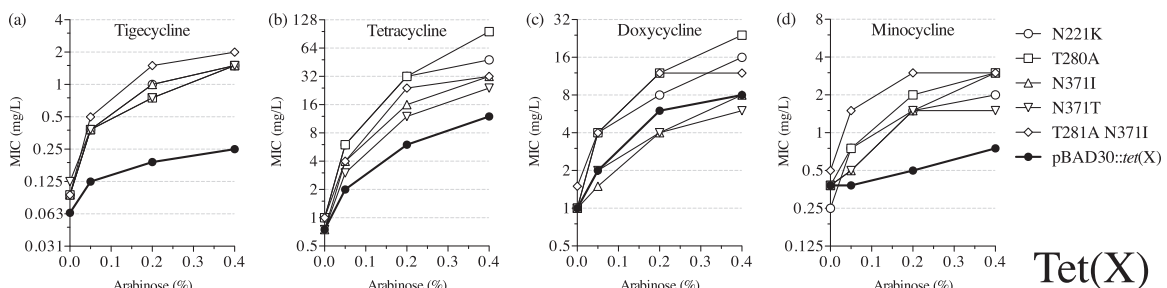 (a)
Tigecycline
MIC (mg/L)
4
2
1
0.5
0.25
0.125
0.063
0.031
0.0 0.1 0.2 0.3 0.4
Arabinose (%)
(b)
Tetracycline
MIC (mg/L)
128
64
32
16
8
4
2
1
0.5
0.0 0.1 0.2 0.3 0.4
Arabinose (%)
(c)
Doxycycline
MIC (mg/L)
32
16
8
4
2
1
0.5
0.0 0.1 0.2 0.3 0.4
Arabinose (%)
(d)
Minocycline
MIC (mg/L)
8
4
2
1
0.5
0.25
0.125
0.0 0.1 0.2 0.3 0.4
Arabinose (%)
N221K
T280A
N371I
N371T
T281A N371I
pBAD30::tet(X)
Tet(X)